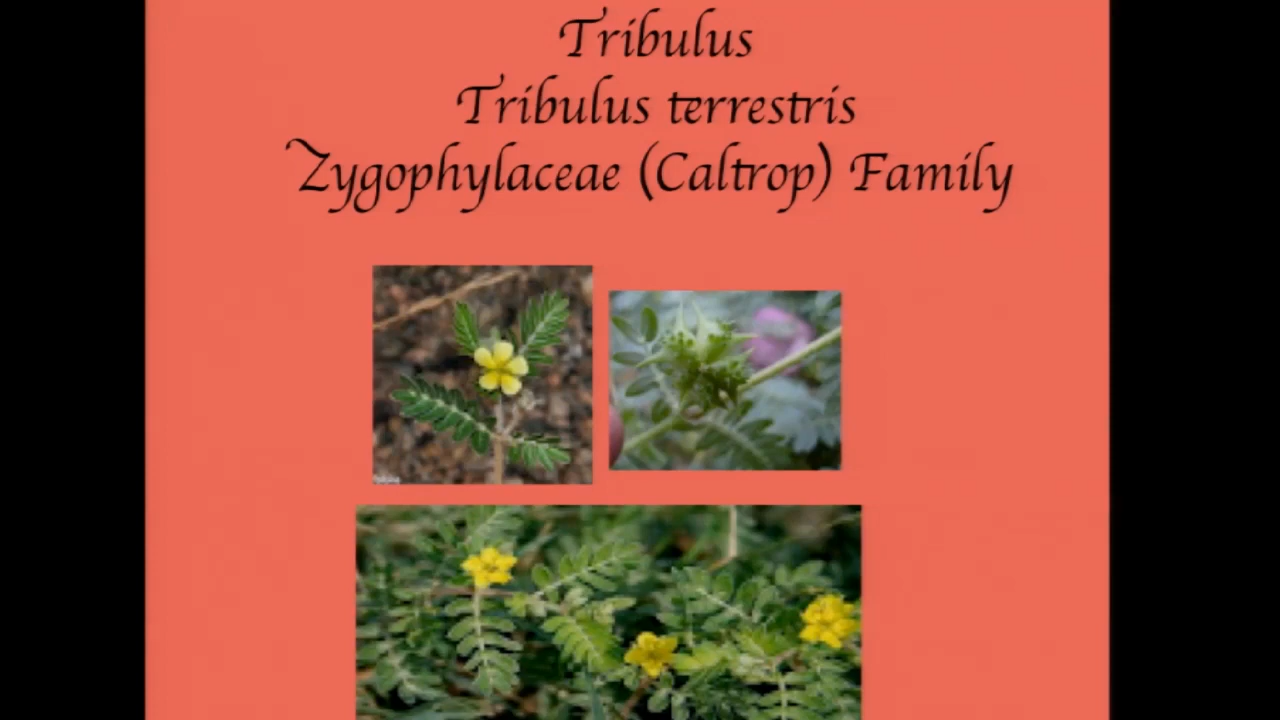 Tribulus
Tribulus terrestris
Zygophylaceae (Caltrop) Family